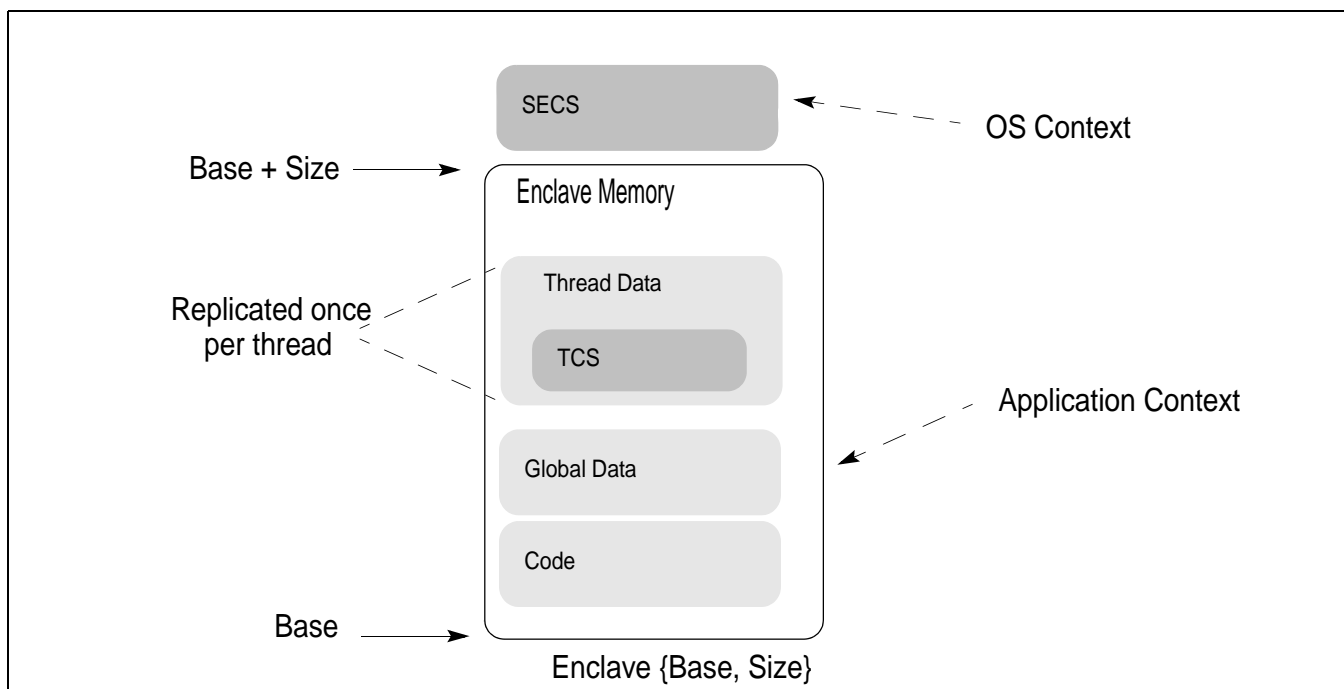 SECS
OS Context
Base + Size
Enclave Memory
Thread Data
Replicated once
per thread
TCS
Application Context
Global Data
Code
Base
Enclave {Base, Size}